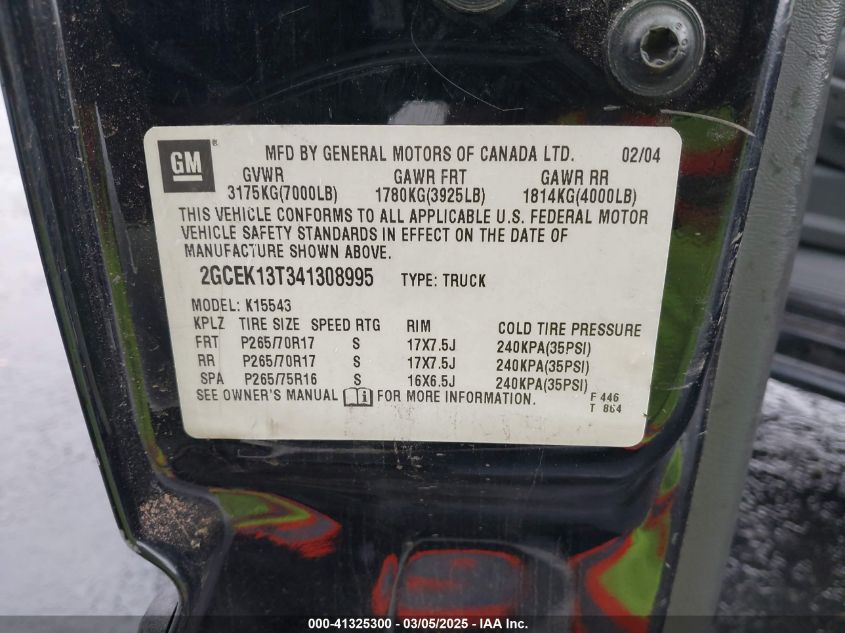 GM
MFD BY GENERAL MOTORS OF CANADA LTD. 02/04
GVWR GAWR FRT GAWR RR
3175KG(7000LB) 1780KG(3925LB) 1814KG(4000LB)
THIS VEHICLE CONFORMS TO ALL APPLICABLE U.S. FEDERAL MOTOR
VEHICLE SAFETY STANDARDS IN EFFECT ON THE DATE OF
MANUFACTURE SHOWN ABOVE.
2GCEK13T341308995 TYPE: TRUCK
MODEL: K15543
KPLZ TIRE SIZE SPEED RTG RIM COLD TIRE PRESSURE
FRT P265/70R17 S 17X7.5J 240KPA(35PSI)
RR P265/70R17 S 17X7.5J 240KPA(35PSI)
SPA P265/75R16 S 16X6.5J 240KPA(35PSI)
SEE OWNER'S MANUAL FOR MORE INFORMATION. F 446
T 864
000-41325300 - 03/05/2025 - IAAI.com